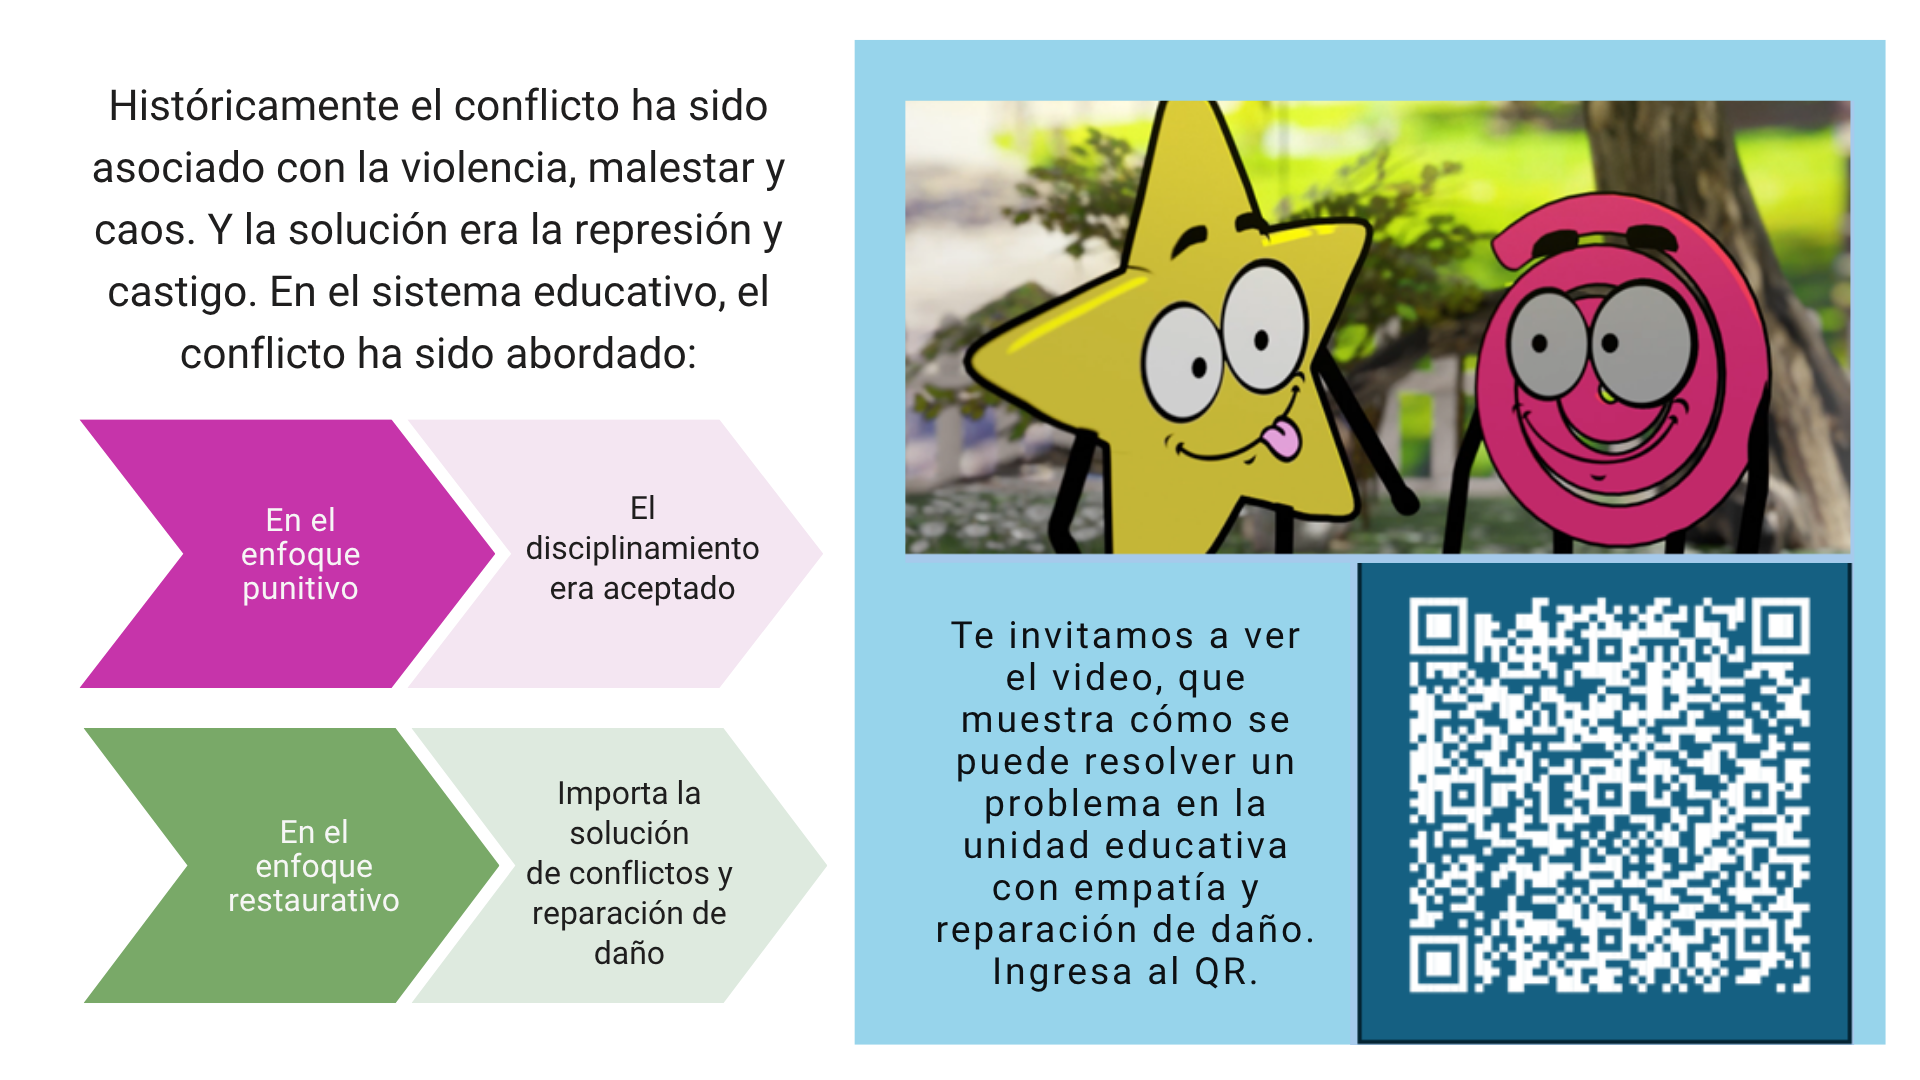 Históricamente el conflicto ha sido
asociado con la violencia, malestar y
caos. Y la solución era la represión y
castigo. En el sistema educativo, el
conflicto ha sido abordado:
En el
enfoque
punitivo
El
disciplinamiento
era aceptado
En el
enfoque
restaurativo
Importa la
solución
de conflictos y
reparación de
daño
Te invitamos a ver
el video, que
muestra cómo se
puede resolver un
problema en la
unidad educativa
con empatía y
reparación de daño.
Ingresa al QR.